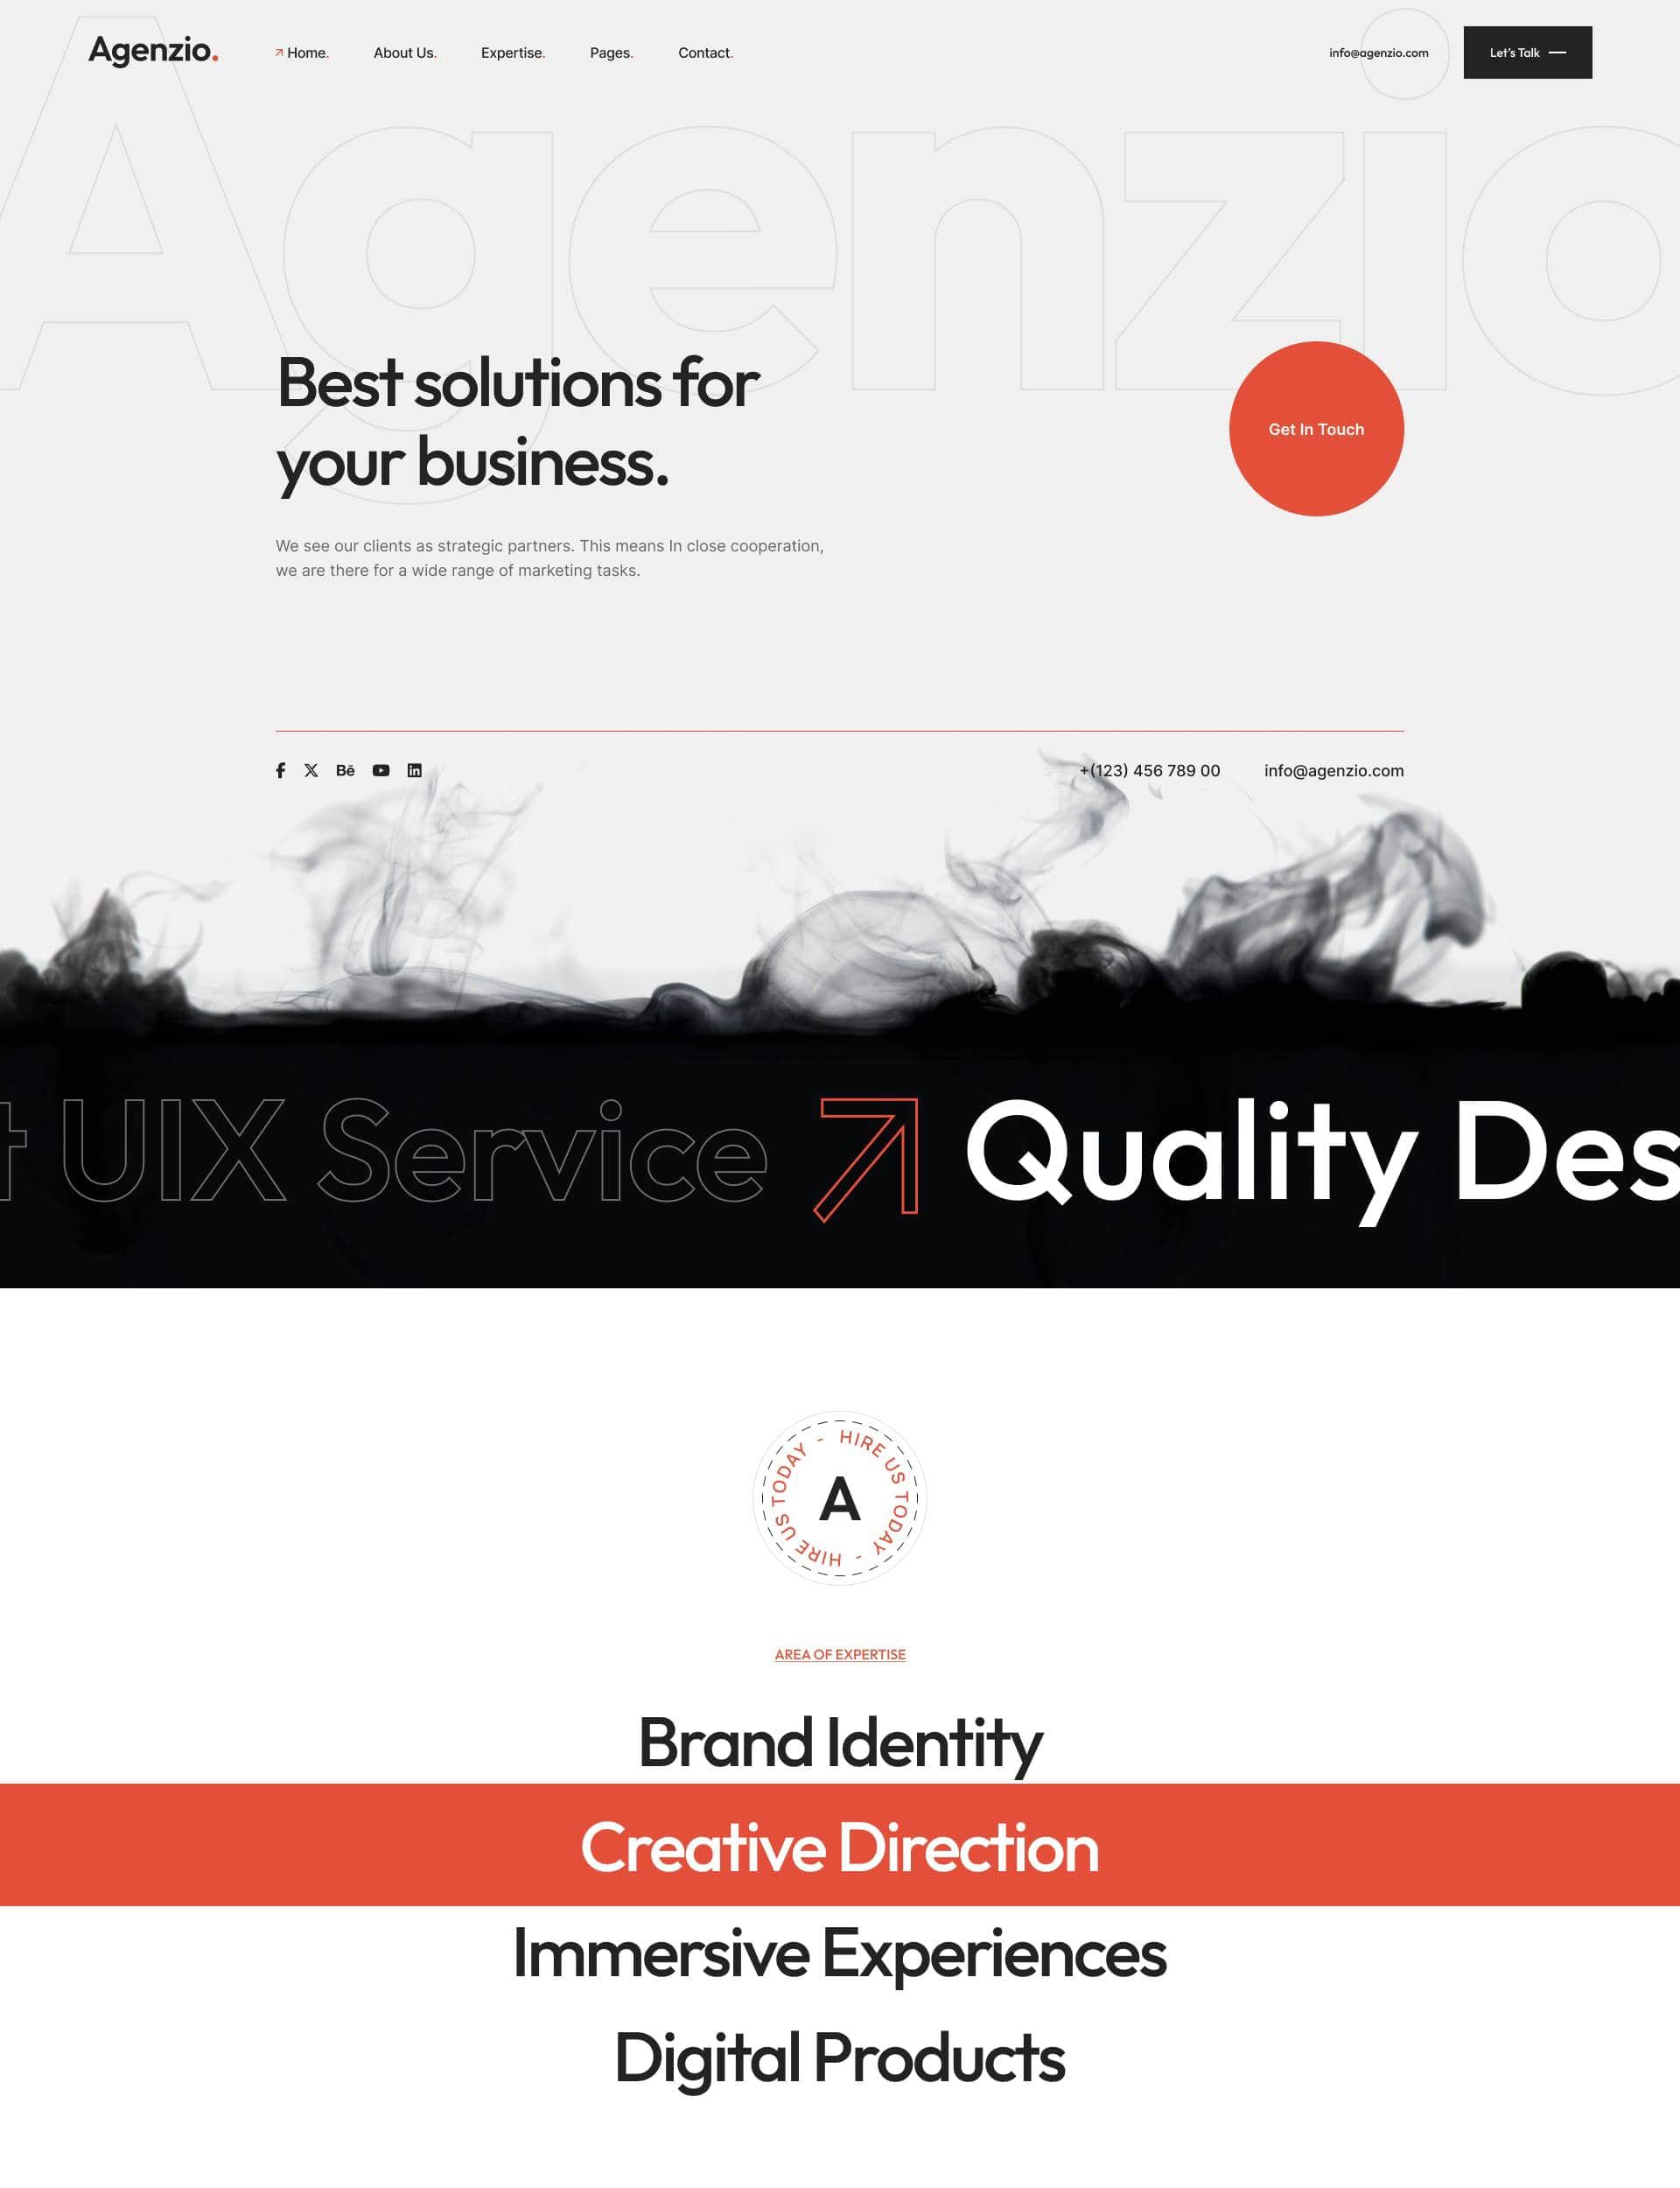 Agenzio.
Home.
About Us.
Expertise.
Pages.
Contact.
info@agenzio.com
Let's Talk
Agenzio
Best solutions for
your business.
Get In Touch
We see our clients as strategic partners. This means In close cooperation,
we are there for a wide range of marketing tasks.
Bē
+(123) 456 789 00
info@agenzio.com
t UIX Service
Quality Des
HIRE US TODAY - HIRE US TODAY -
A
AREA OF EXPERTISE
Brand Identity
Creative Direction
Immersive Experiences
Digital Products